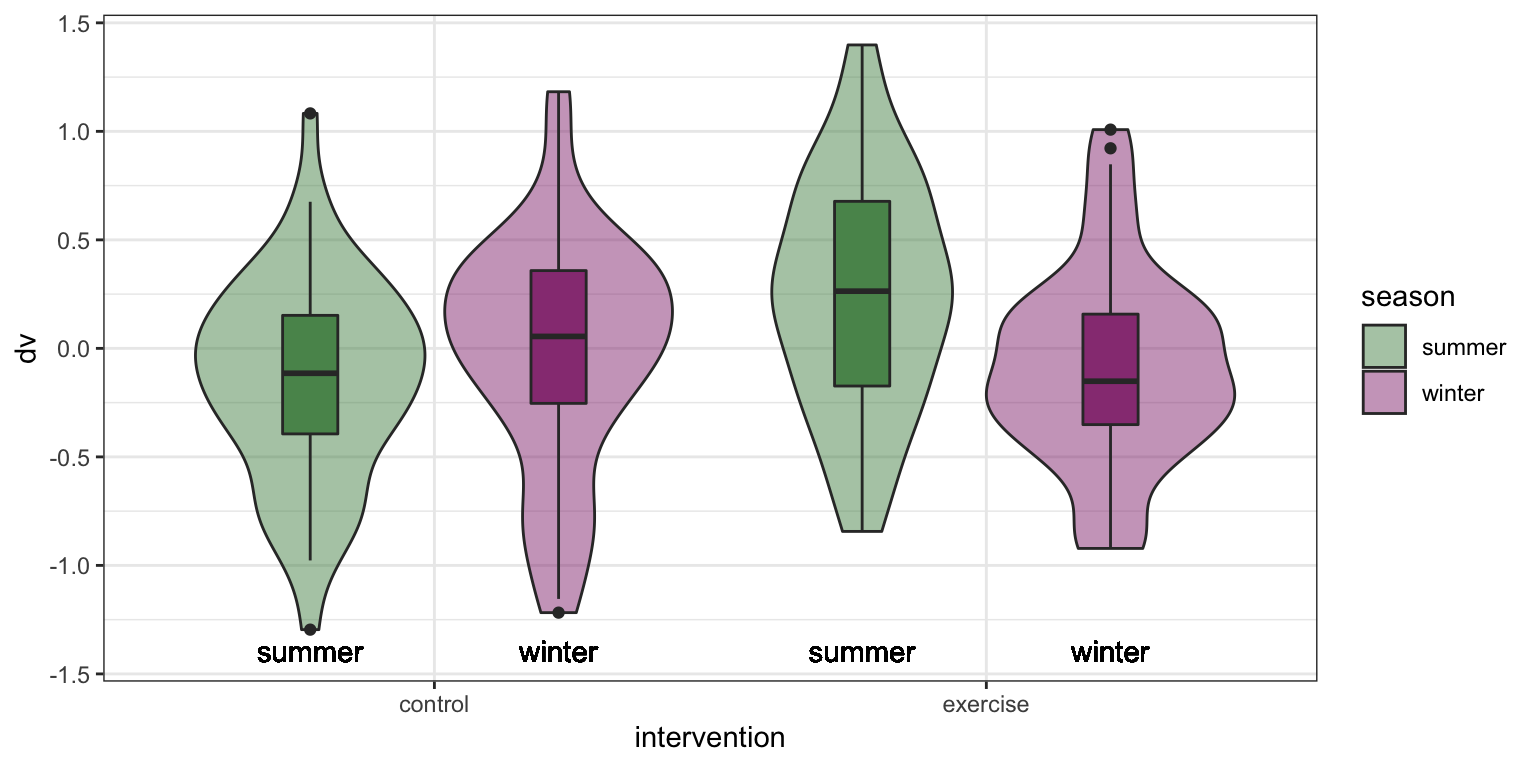 1.5
1.0
0.5
0.0
-0.5
-1.0
-1.5
dv
summer winter summer winter
control exercise
intervention
season
summer
winter